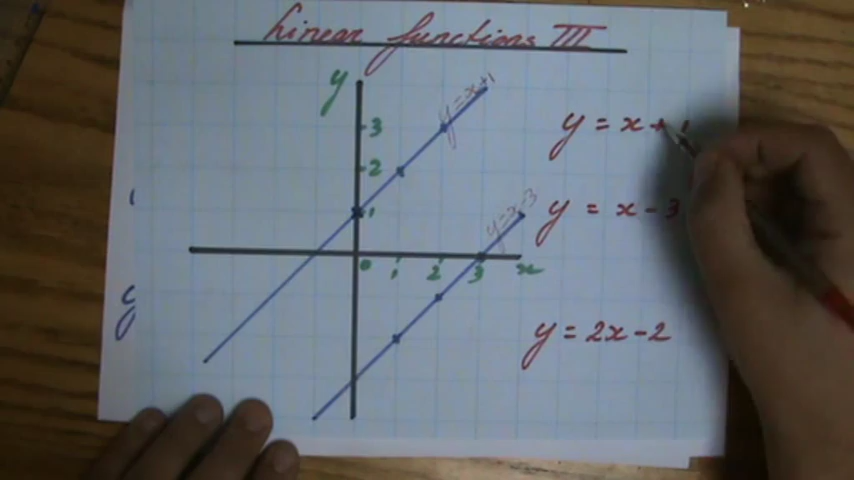 Linear functions III
y
3
2
1
0 1 2 3 x
y=x+1
y=x-3
y = x+1
y = x-3
y = 2x-2
y